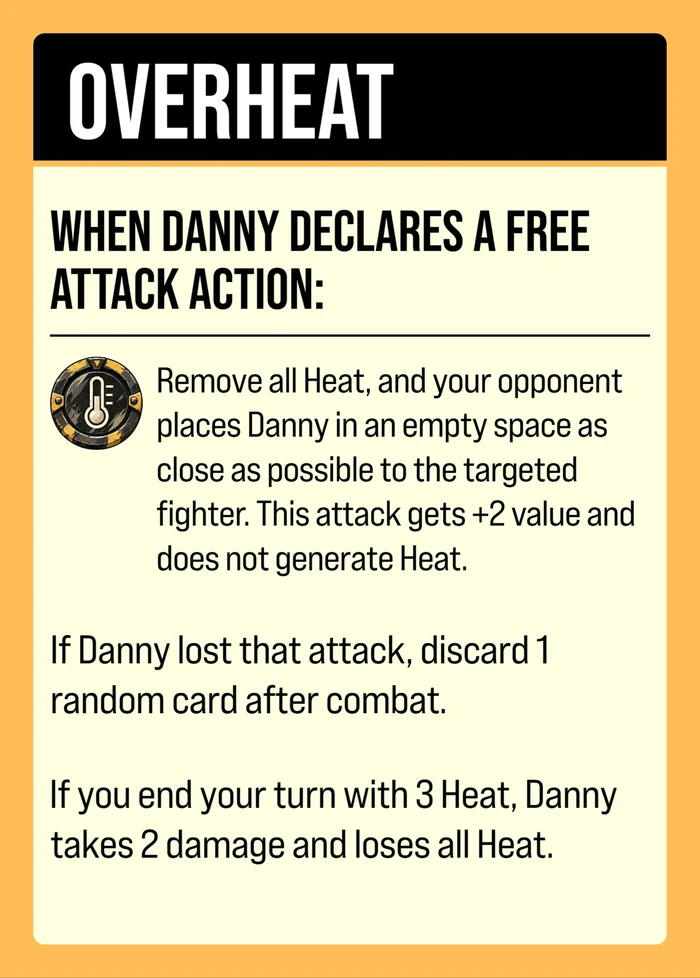 OVERHEAT
WHEN DANNY DECLARES A FREE
ATTACK ACTION:
Remove all Heat, and your opponent
places Danny in an empty space as
close as possible to the targeted
fighter. This attack gets +2 value and
does not generate Heat.
If Danny lost that attack, discard 1
random card after combat.
If you end your turn with 3 Heat, Danny
takes 2 damage and loses all Heat.